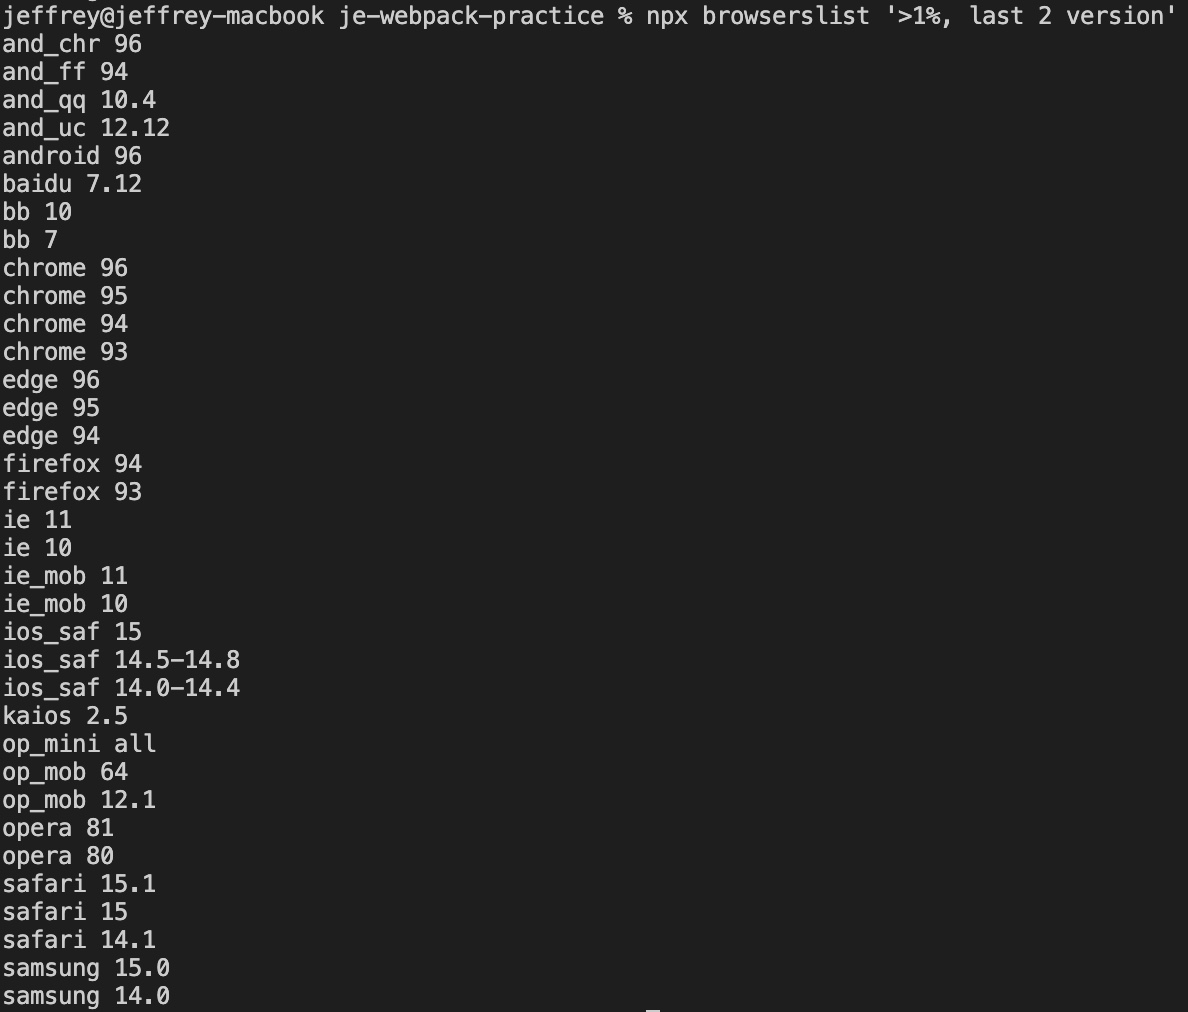 jeffrey@jeffrey-macbook je-webpack-practice % npx browserslist '>1%, last 2 version'
and_chr 96
and_ff 94
and_qq 10.4
and_uc 12.12
android 96
baidu 7.12
bb 10
bb 7
chrome 96
chrome 95
chrome 94
chrome 93
edge 96
edge 95
edge 94
firefox 94
firefox 93
ie 11
ie 10
ie_mob 11
ie_mob 10
ios_saf 15
ios_saf 14.5-14.8
ios_saf 14.0-14.4
kaios 2.5
op_mini all
op_mob 64
op_mob 12.1
opera 81
opera 80
safari 15.1
safari 15
safari 14.1
samsung 15.0
samsung 14.0